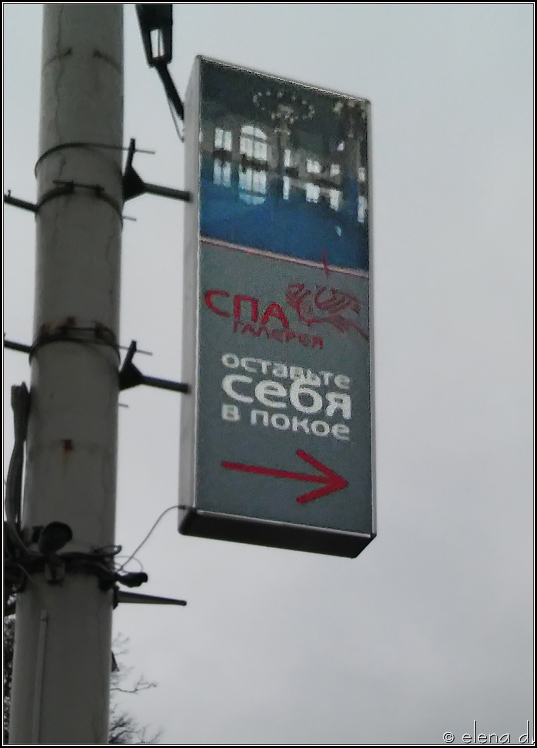 СПА
ГАЛЕРЕЯ
оставьте
себя
в покое
© elena d.